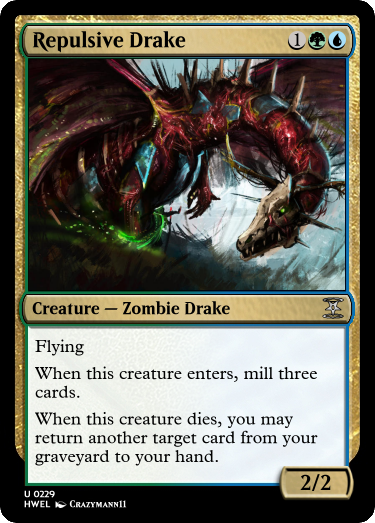 Repulsive Drake 1
Creature — Zombie Drake
Flying
When this creature enters, mill three
cards.
When this creature dies, you may
return another target card from your
graveyard to your hand.
2/2
U 0229
HWEL Crazymann11